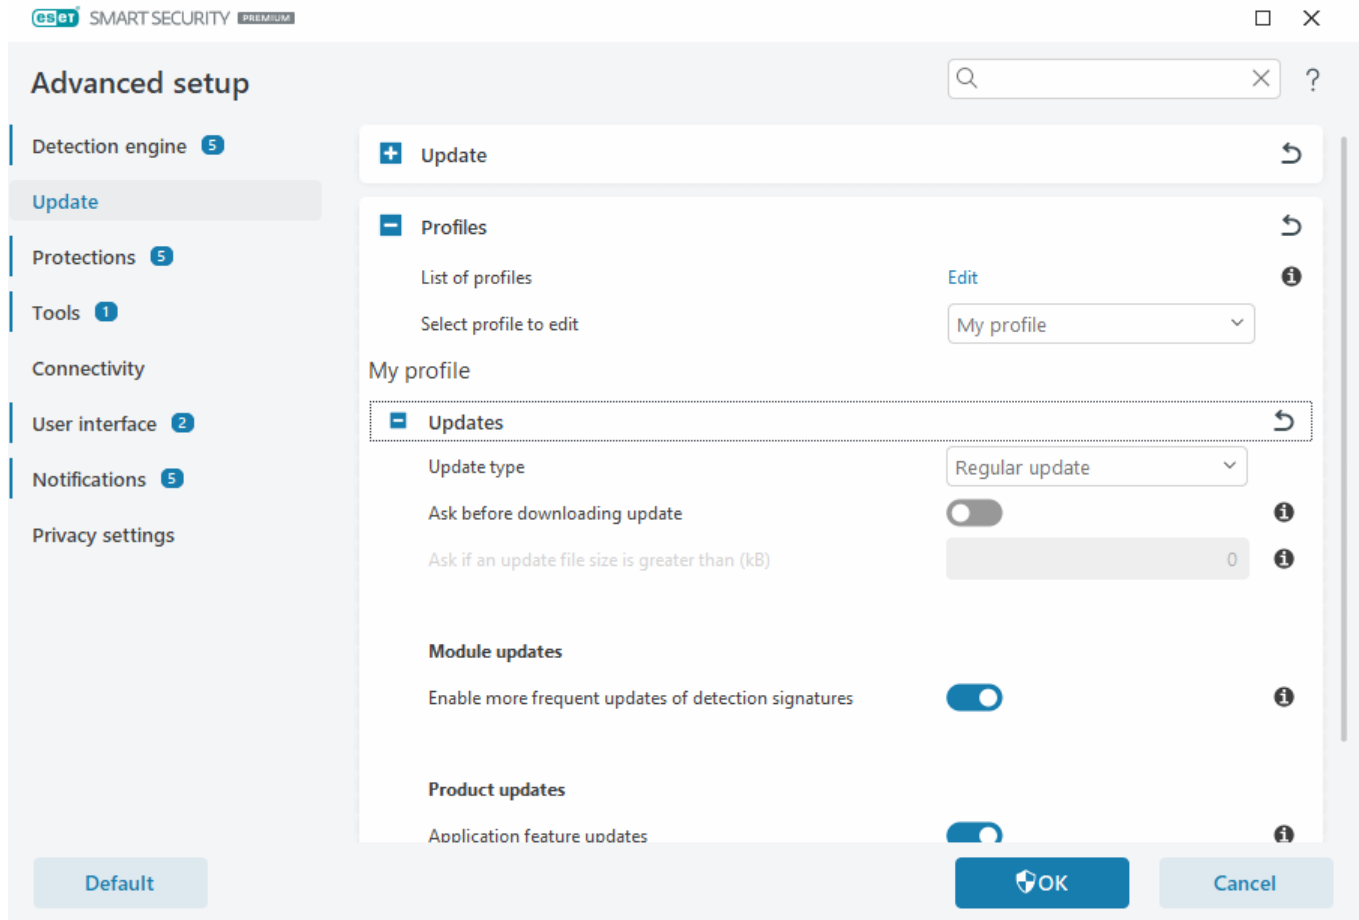 eset SMART SECURITY PREMIUM
Advanced setup
?
Detection engine 5
Update
Protections 5
Tools 1
Connectivity
User interface 2
Notifications 5
Privacy settings
Update
Profiles
List of profiles Edit
Select profile to edit My profile
My profile
Updates
Update type Regular update
Ask before downloading update
Ask if an update file size is greater than (kB) 0
Module updates
Enable more frequent updates of detection signatures
Product updates
Application feature updates
Default OK Cancel